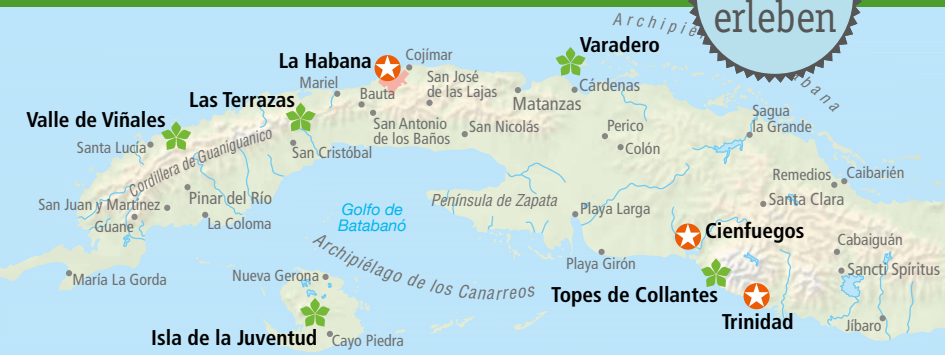 erleben
Archipié
bana
La Habana
Cojímar
Varadero
Mariel
San José
de las Lajas
Cárdenas
Las Terrazas
Bauta
Matanzas
Sagua
la Grande
Valle de Viñales
San Antonio
de los Baños
San Nicolás
Perico
Santa Lucía
Cordillera de Guaniguanico
San Cristóbal
Colón
Remedios
Caibarién
San Juan y Martínez
Pinar del Río
Península de Zapata
Santa Clara
Guane
La Coloma
Golfo de
Batabanó
Playa Larga
Cienfuegos
Cabaiguán
Archipiélago de los Canarreos
Playa Girón
Sancti Spíritus
María La Gorda
Nueva Gerona
Topes de Collantes
Trinidad
Isla de la Juventud
Cayo Piedra
Jíbaro